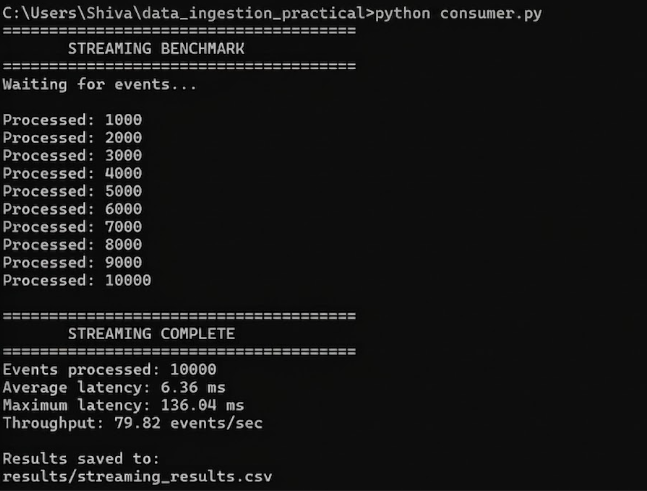 C:\Users\Shiva\data_ingestion_practical>python consumer.py
======================================
STREAMING BENCHMARK
======================================
Waiting for events...
Processed: 1000
Processed: 2000
Processed: 3000
Processed: 4000
Processed: 5000
Processed: 6000
Processed: 7000
Processed: 8000
Processed: 9000
Processed: 10000
======================================
STREAMING COMPLETE
======================================
Events processed: 10000
Average latency: 6.36 ms
Maximum latency: 136.04 ms
Throughput: 79.82 events/sec
Results saved to:
results/streaming_results.csv